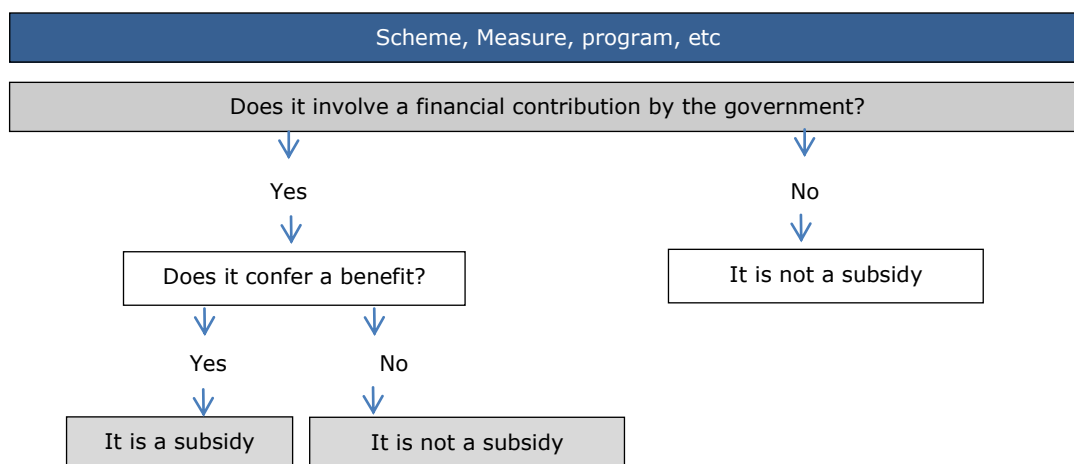 Scheme, Measure, program, etc
Does it involve a financial contribution by the government?
Yes
No
Does it confer a benefit?
It is not a subsidy
Yes
No
It is a subsidy
It is not a subsidy